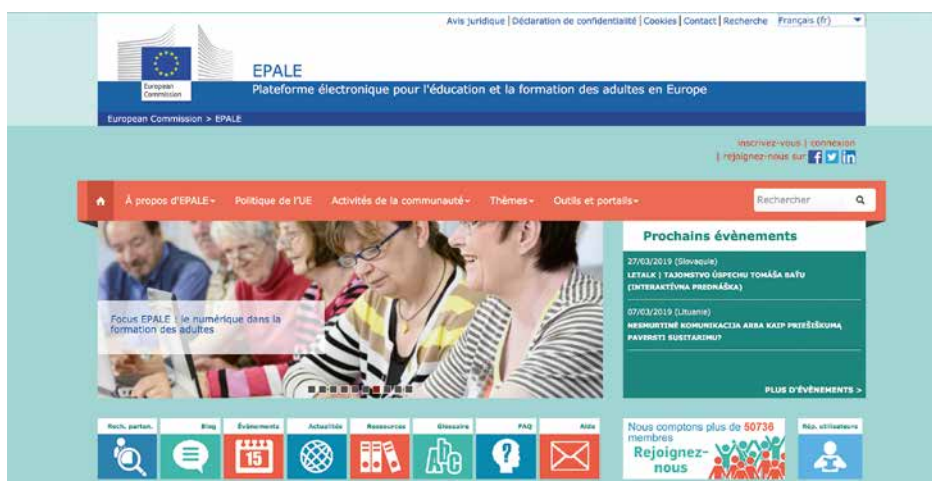 Avis juridique | Déclaration de confidentialité | Cookies | Contact | Recherche Français (fr)
European
Commission
EPALE
Plateforme électronique pour l'éducation et la formation des adultes en Europe
European Commission > EPALE
inscrivez-vous | connexion
| rejoignez-nous sur
À propos d'EPALE Politique de l'UE Activités de la communauté Thèmes Outils et portails Rechercher
Focus EPALE : le numérique dans la
formation des adultes
Prochains évènements
27/03/2019 (Slovaquie)
LETALK | TAJOMSTVO ÚSPECHU TOMÁŠA BAŤU
(INTERAKTÍVNA PREDNÁŠKA)
07/03/2019 (Lituanie)
NESMURTINĖ KOMUNIKACIJA ARBA KAIP PRIEŠIŠKUMĄ
PAVERSTI SUSITARIMU?
PLUS D'ÉVÈNEMENTS >
Rech. parten. Blog Évènements Actualités Ressources Glossaire FAQ Aide
15
ABC
Nous comptons plus de 50736
membres
Rejoignez-
nous
Rép. utilisateurs